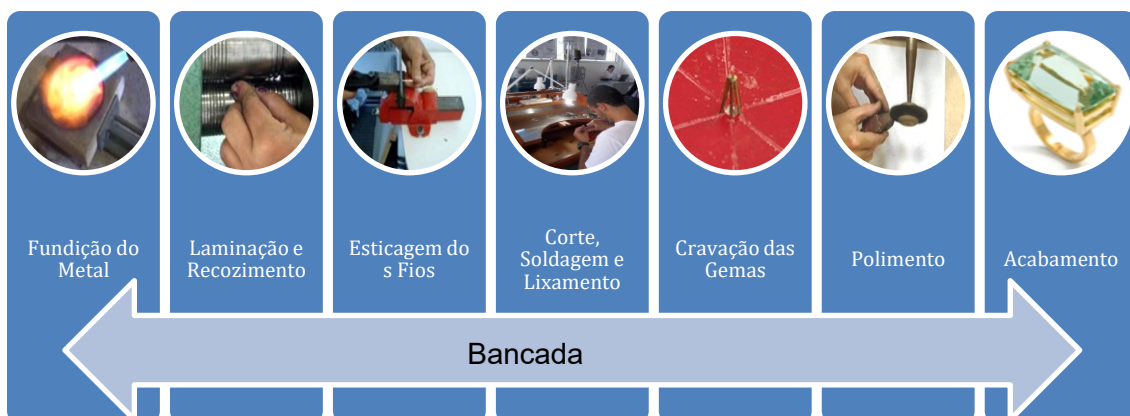 Fundição do
Metal
Laminação e
Recozimento
Esticagem do
s Fios
Corte,
Soldagem e
Lixamento
Cravação das
Gemas
Polimento
Acabamento
Bancada